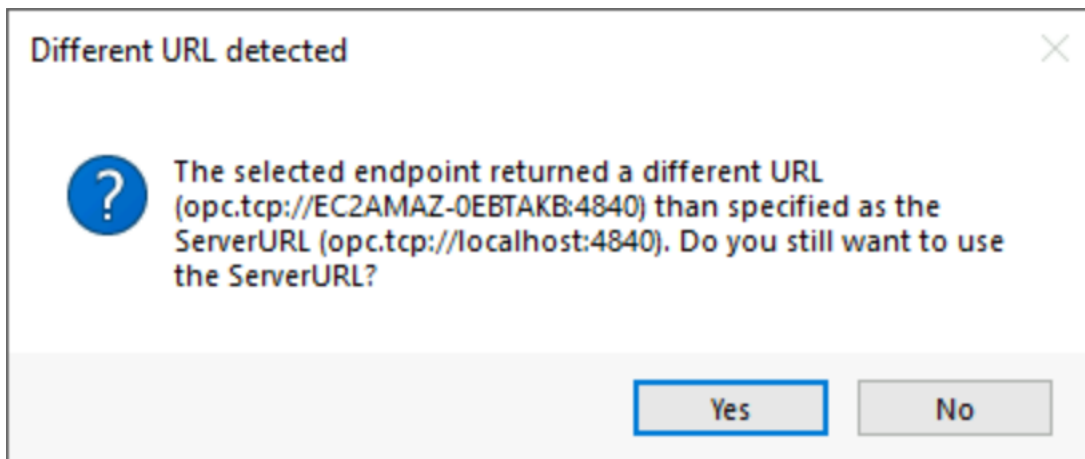 Different URL detected
The selected endpoint returned a different URL
(opc.tcp://EC2AMAZ-0EBTAKB:4840) than specified as the
ServerURL (opc.tcp://localhost:4840). Do you still want to use
the ServerURL?
Yes
No